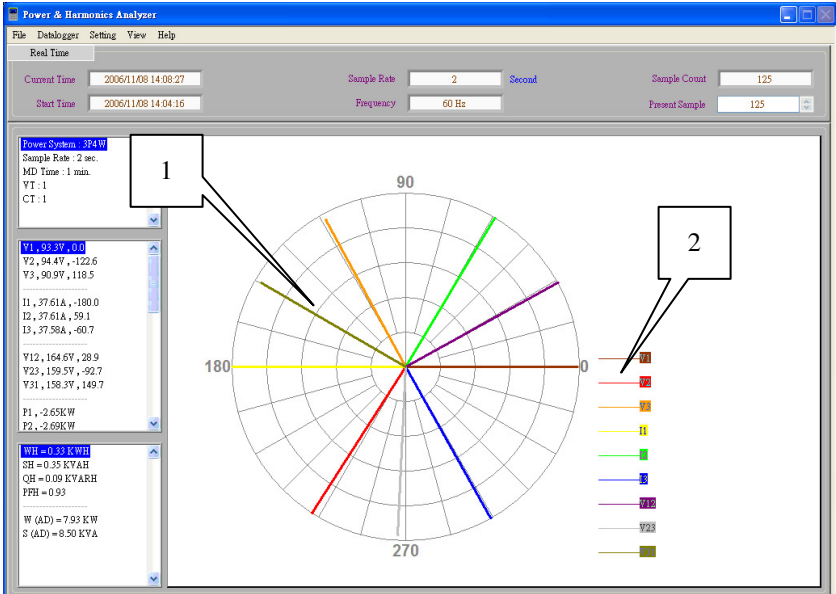 Power & Harmonics Analyzer
File Datalogger Setting View Help
Real Time
Current Time 2006/11/08 14:08:27 Sample Rate 2 Second Sample Count 125
Start Time 2006/11/08 14:04:16 Frequency 60 Hz Present Sample 125
Power System : 3P4W
Sample Rate : 2 sec.
MD Time : 1 min.
VT : 1
CT : 1
V1 , 93.3V , 0.0
V2 , 94.4V , -122.6
V3 , 90.9V , 118.5
I1 , 37.61A , -180.0
I2 , 37.61A , 59.1
I3 , 37.58A , -60.7
V12 , 164.6V , 28.9
V23 , 159.5V , -92.7
V31 , 158.3V , 149.7
P1 , -2.65KW
P2 , -2.69KW
WH = 0.33 KWH
SH = 0.35 KVAH
QH = 0.09 KVARH
PFH = 0.93
W (AD) = 7.93 KW
S (AD) = 8.50 KVA
1
2
90
180
0
270
V1
V2
V3
I1
I3
V12
V23